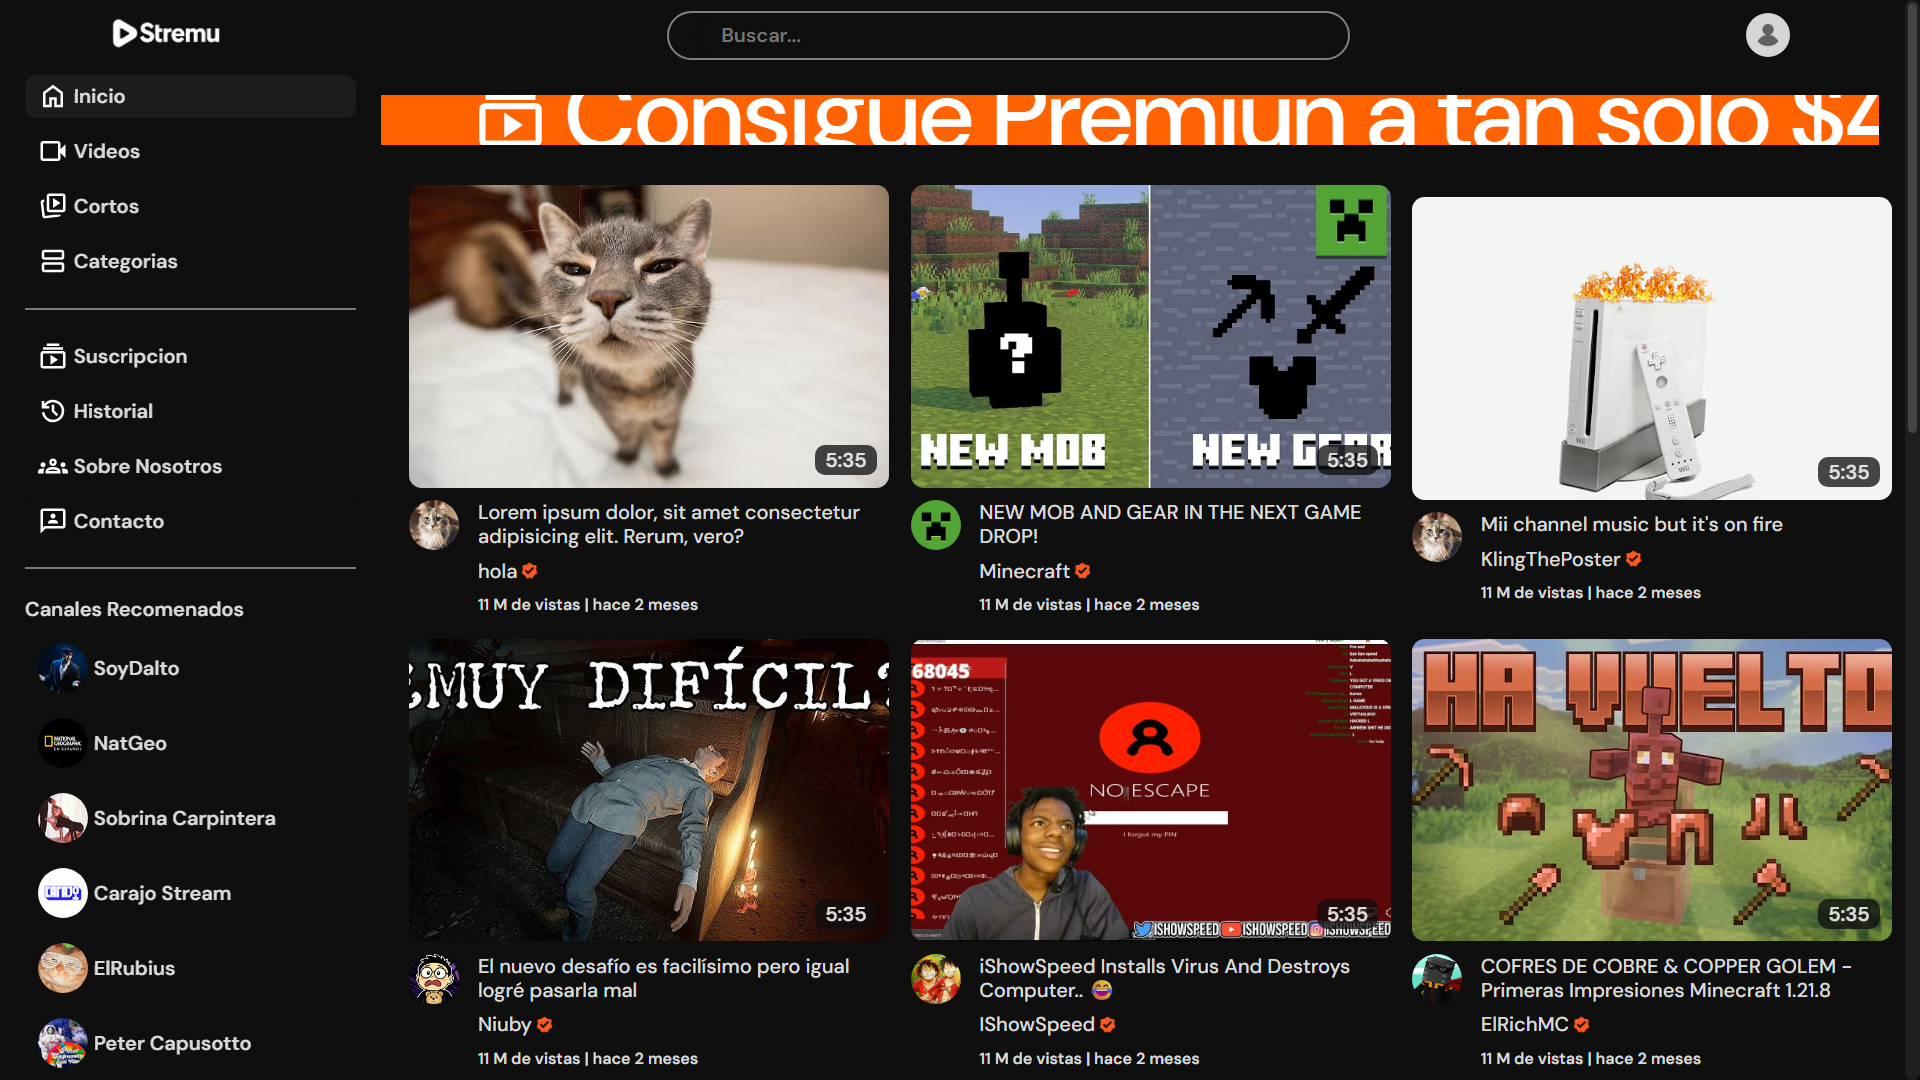 Stremu
Buscar...
Inicio
Videos
Cortos
Categorias
Suscripcion
Historial
Sobre Nosotros
Contacto
Canales Recomenados
SoyDalto
NatGeo
Sobrina Carpintera
Carajo Stream
ElRubius
Peter Capusotto
Consigue Premiun a tan solo $4
5:35
Lorem ipsum dolor, sit amet consectetur
adipisicing elit. Rerum, vero?
hola
11 M de vistas | hace 2 meses
NEW MOB
NEW GEAR
5:35
NEW MOB AND GEAR IN THE NEXT GAME
DROP!
Minecraft
11 M de vistas | hace 2 meses
Wii
Wii
5:35
Mii channel music but it's on fire
KlingThePoster
11 M de vistas | hace 2 meses
¿MUY DIFÍCIL?
5:35
El nuevo desafío es facilísimo pero igual
logré pasarla mal
Niuby
11 M de vistas | hace 2 meses
68045
NO ESCAPE
I forgot my PIN
5:35
ISHOWSPEED ISHOWSPEED ISHOWSPEED
iShowSpeed Installs Virus And Destroys
Computer.. 😂
IShowSpeed
11 M de vistas | hace 2 meses
HA VUELTO
5:35
COFRES DE COBRE & COPPER GOLEM -
Primeras Impresiones Minecraft 1.21.8
ElRichMC
11 M de vistas | hace 2 meses